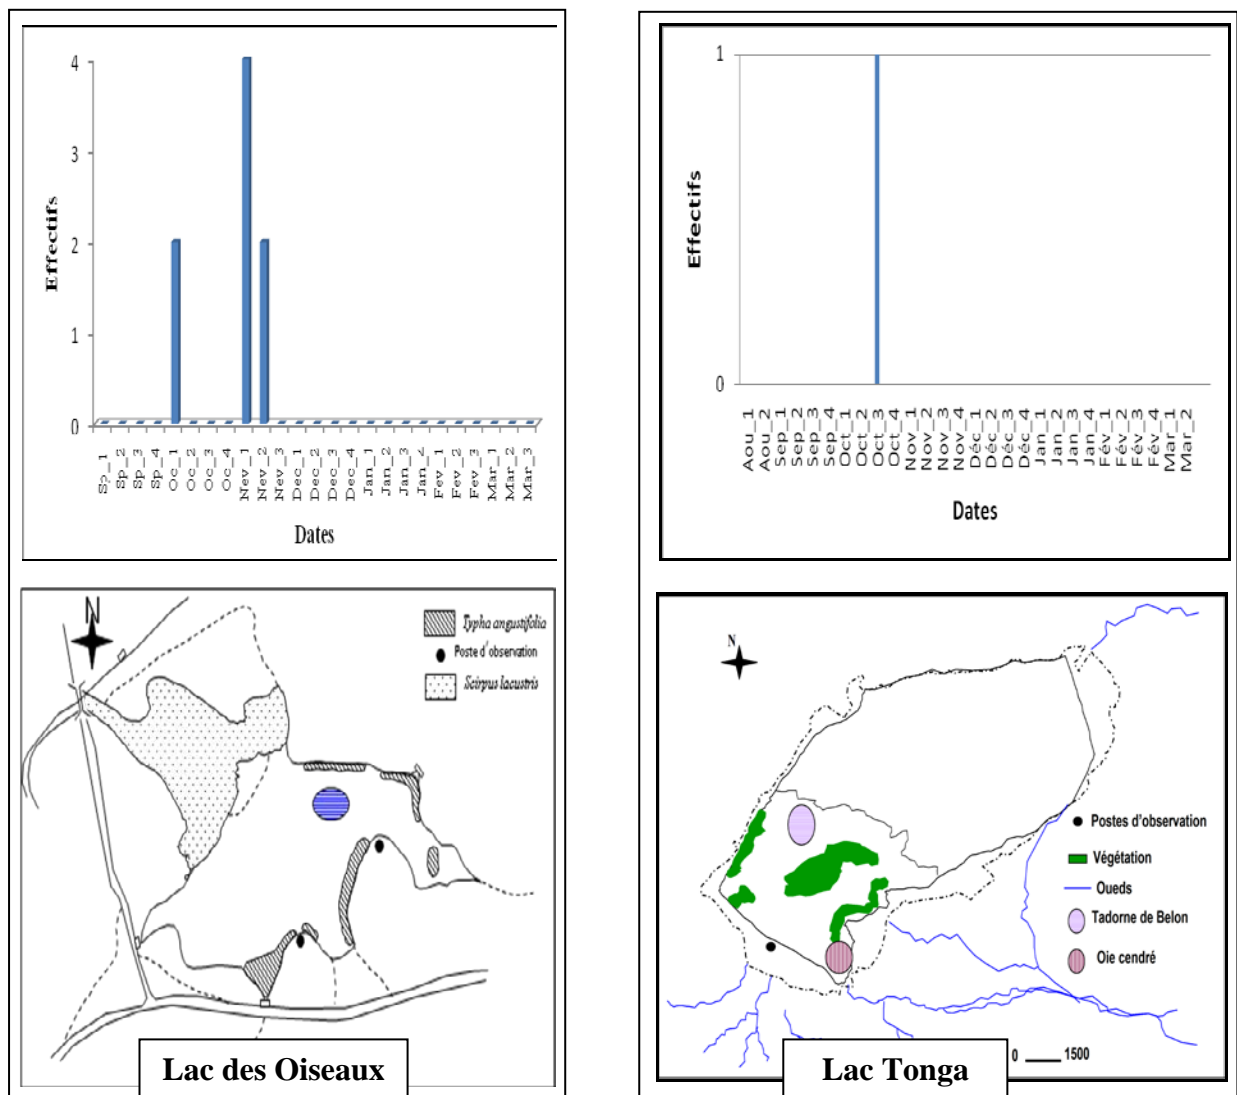 4
3
2
1
0
Effectifs
Sp_1
Sp_2
Sp_3
Sp_4
Oc_1
Oc_2
Oc_3
Oc_4
Nev_1
Nev_2
Nev_3
Dec_1
Dec_2
Dec_3
Dec_4
Jan_1
Jan_2
Jan_3
Jan_4
Fev_1
Fev_2
Fev_3
Mar_1
Mar_2
Mar_3
Dates
1
0
Effectifs
Aou_1
Aou_2
Sep_1
Sep_2
Sep_3
Sep_4
Oct_1
Oct_2
Oct_3
Oct_4
Nov_1
Nov_2
Nov_3
Nov_4
Déc_1
Déc_2
Déc_3
Déc_4
Jan_1
Jan_2
Jan_3
Jan_4
Fév_1
Fév_2
Fév_3
Fév_4
Mar_1
Mar_2
Dates
N
Typha angustifolia
Poste d'observation
Scirpus lacustris
Lac des Oiseaux
N
Postes d'observation
Végétation
Oueds
Tadorne de Belon
Oie cendré
0 1500
Lac Tonga